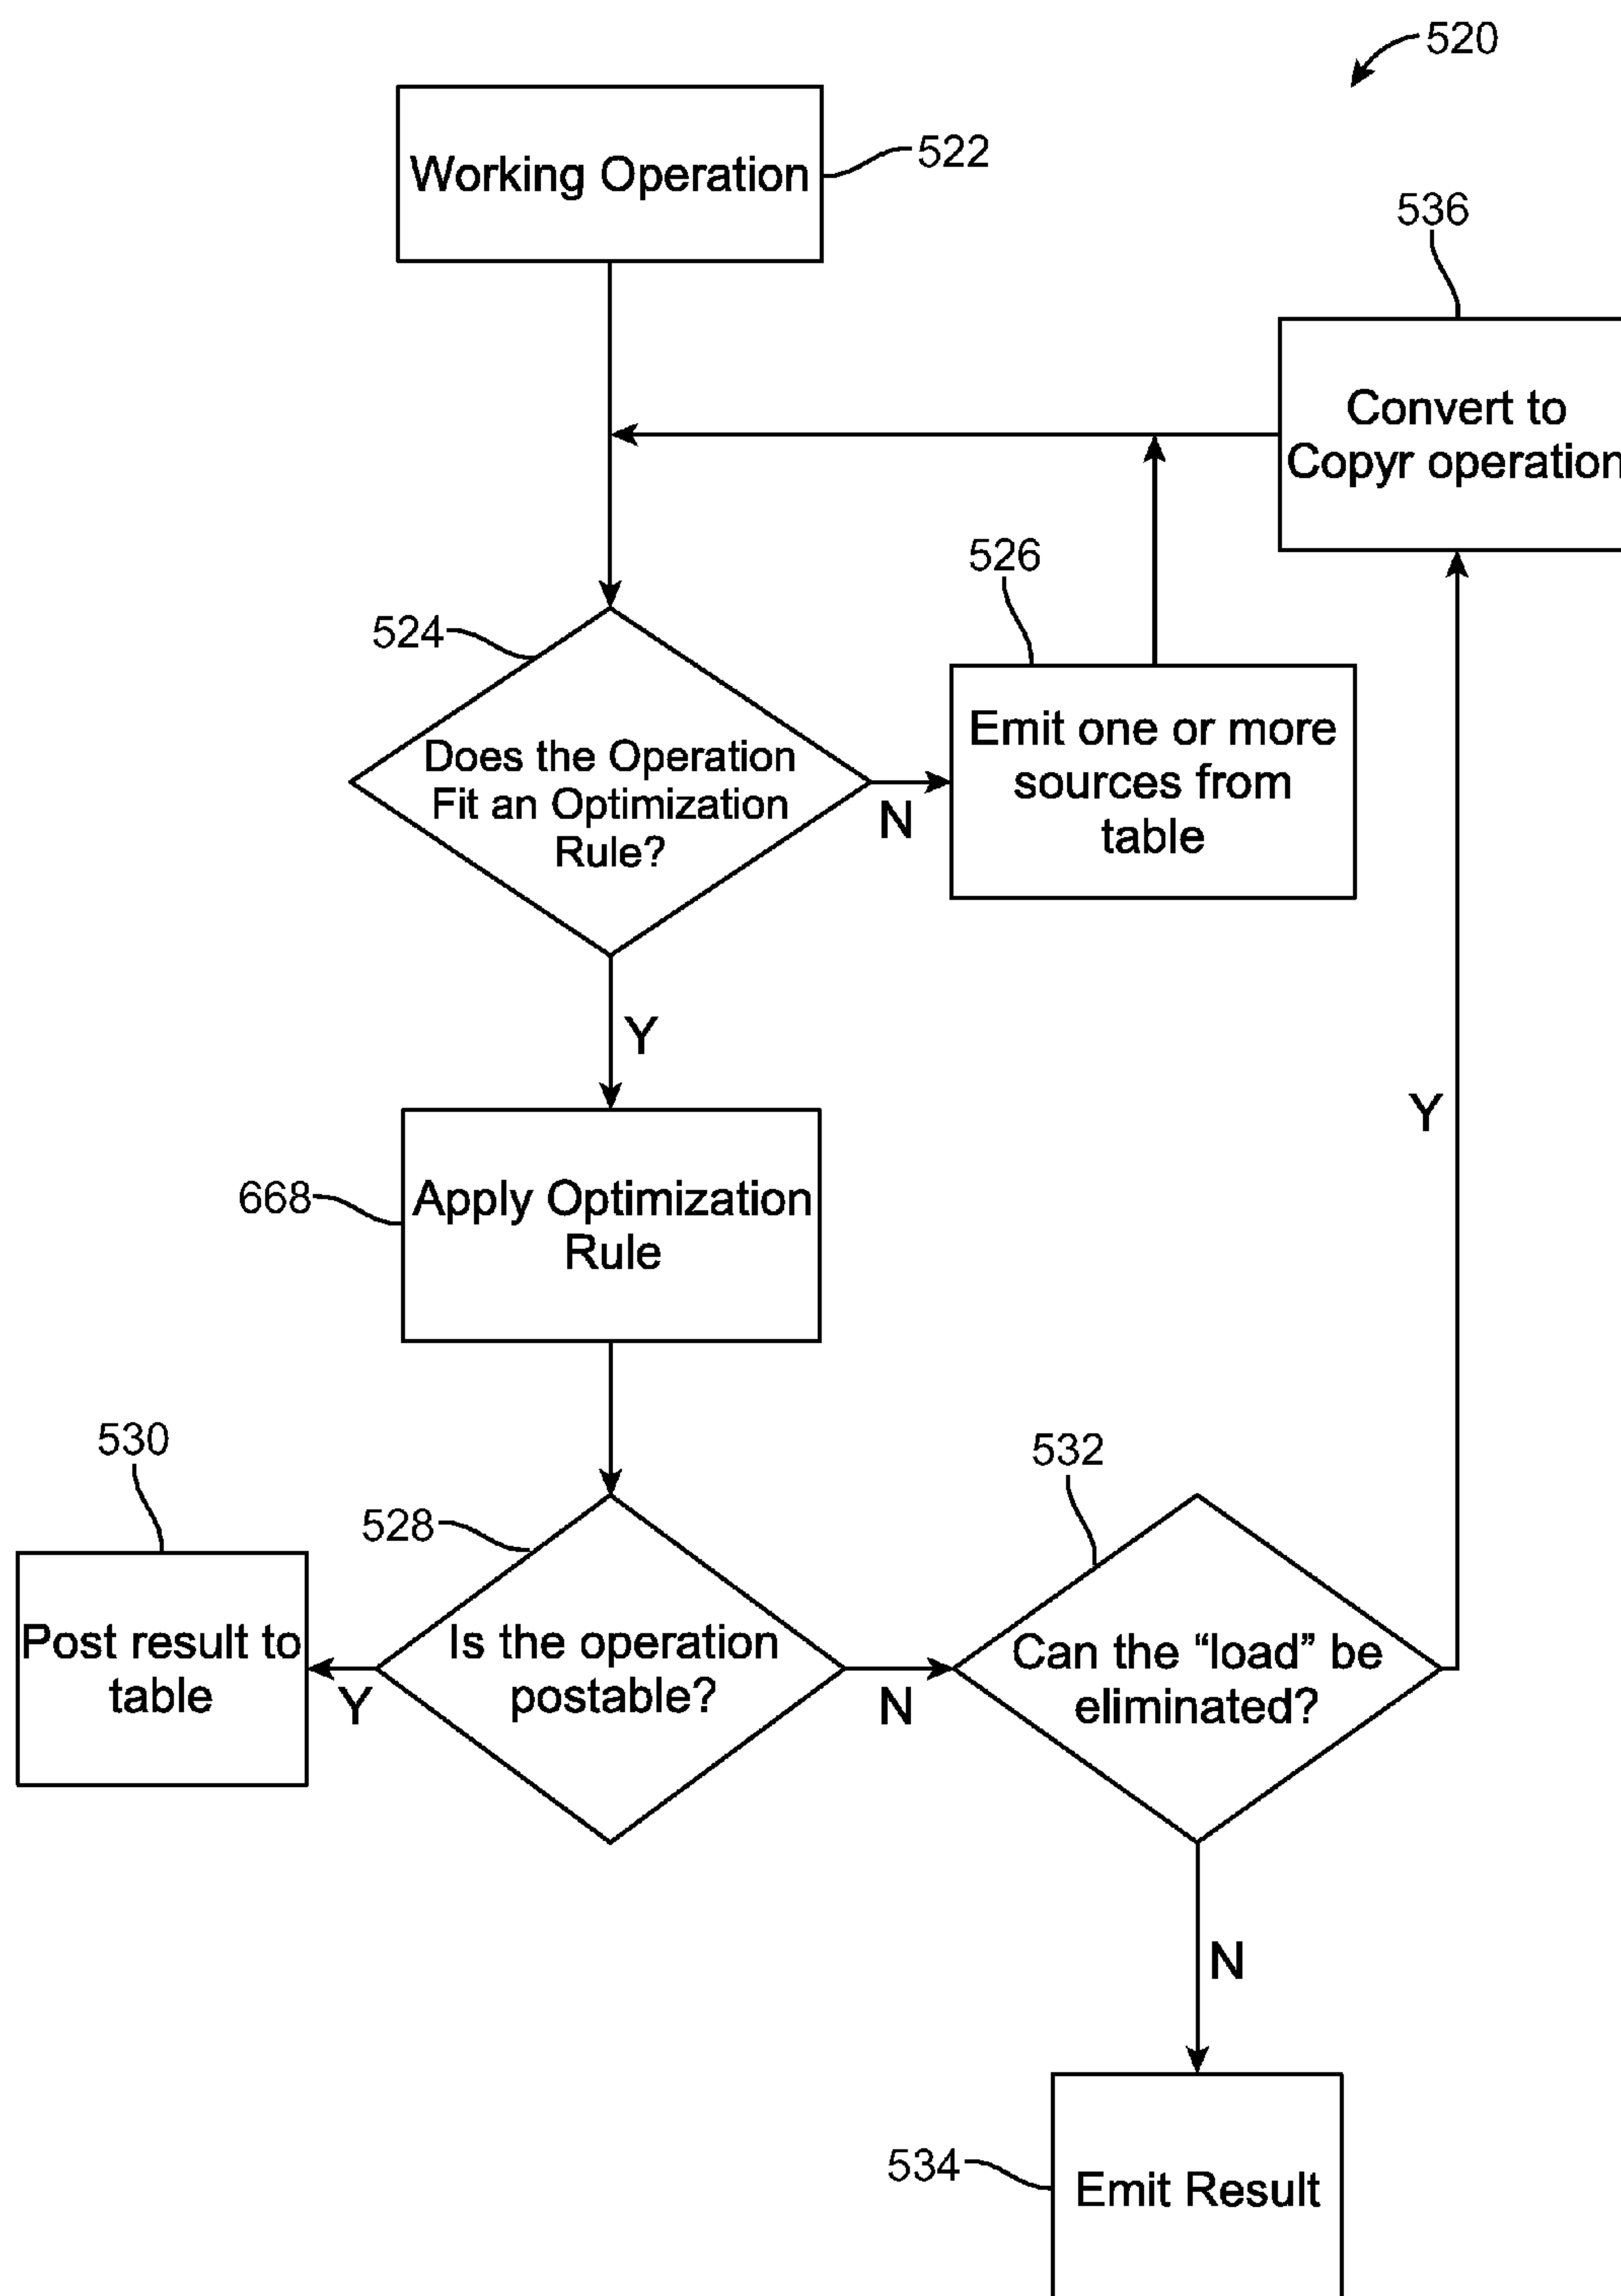 520
Working Operation
522
536
Convert to
Copyr operation
526
524
Emit one or more
sources from
table
Does the Operation
Fit an Optimization
Rule?
N
Y
Y
668
Apply Optimization
Rule
530
532
528
Post result to
table
Y
Is the operation
postable?
N
Can the “load” be
eliminated?
N
534
Emit Result